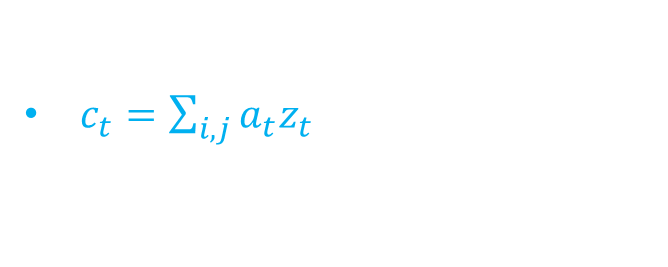 • c_t = ∑_{i,j} a_t z_t